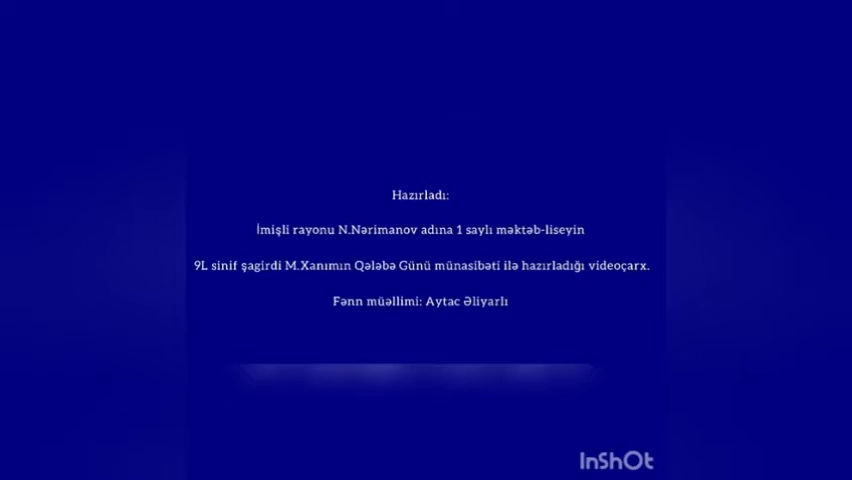 Hazırladı:
İmişli rayonu N.Nərimanov adına 1 saylı məktəb-liseyin
9L sinif şagirdi M.Xanımın Qələbə Günü münasibəti ilə hazırladığı videoçarx.
Fənn müəllimi: Aytac Əliyarlı
InShOt